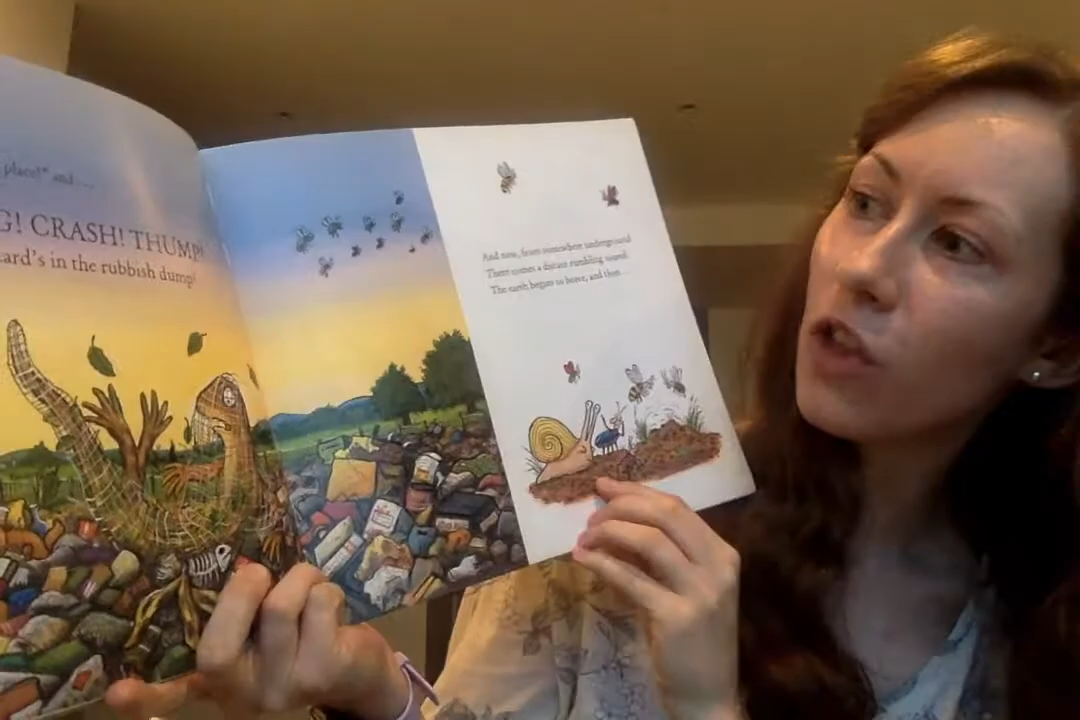 place!" and ...
G! CRASH! THUMP!
ard's in the rubbish dump!
And now, from somewhere underground
There comes a distant rumbling sound.
The earth begins to heave, and then ...